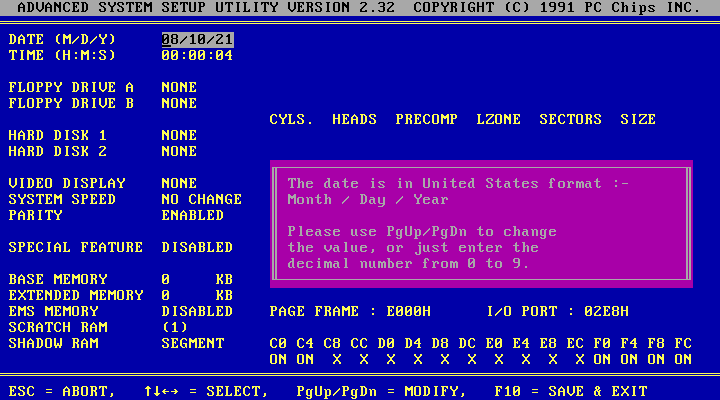 ADVANCED SYSTEM SETUP UTILITY VERSION 2.32 COPYRIGHT (C) 1991 PC Chips INC.
DATE (M/D/Y) 08/10/21
TIME (H:M:S) 00:00:04
FLOPPY DRIVE A NONE
FLOPPY DRIVE B NONE
CYLS. HEADS PRECOMP LZONE SECTORS SIZE
HARD DISK 1 NONE
HARD DISK 2 NONE
VIDEO DISPLAY NONE
SYSTEM SPEED NO CHANGE
PARITY ENABLED
SPECIAL FEATURE DISABLED
The date is in United States format :-
Month / Day / Year
Please use PgUp/PgDn to change
the value, or just enter the
decimal number from 0 to 9.
BASE MEMORY 0 KB
EXTENDED MEMORY 0 KB
EMS MEMORY DISABLED PAGE FRAME : E000H I/O PORT : 02E8H
SCRATCH RAM (1)
SHADOW RAM SEGMENT C0 C4 C8 CC D0 D4 D8 DC E0 E4 E8 EC F0 F4 F8 FC
ON ON X X X X X X X X X X ON ON ON ON
ESC = ABORT, ↑↓←→ = SELECT, PgUp/PgDn = MODIFY, F10 = SAVE & EXIT